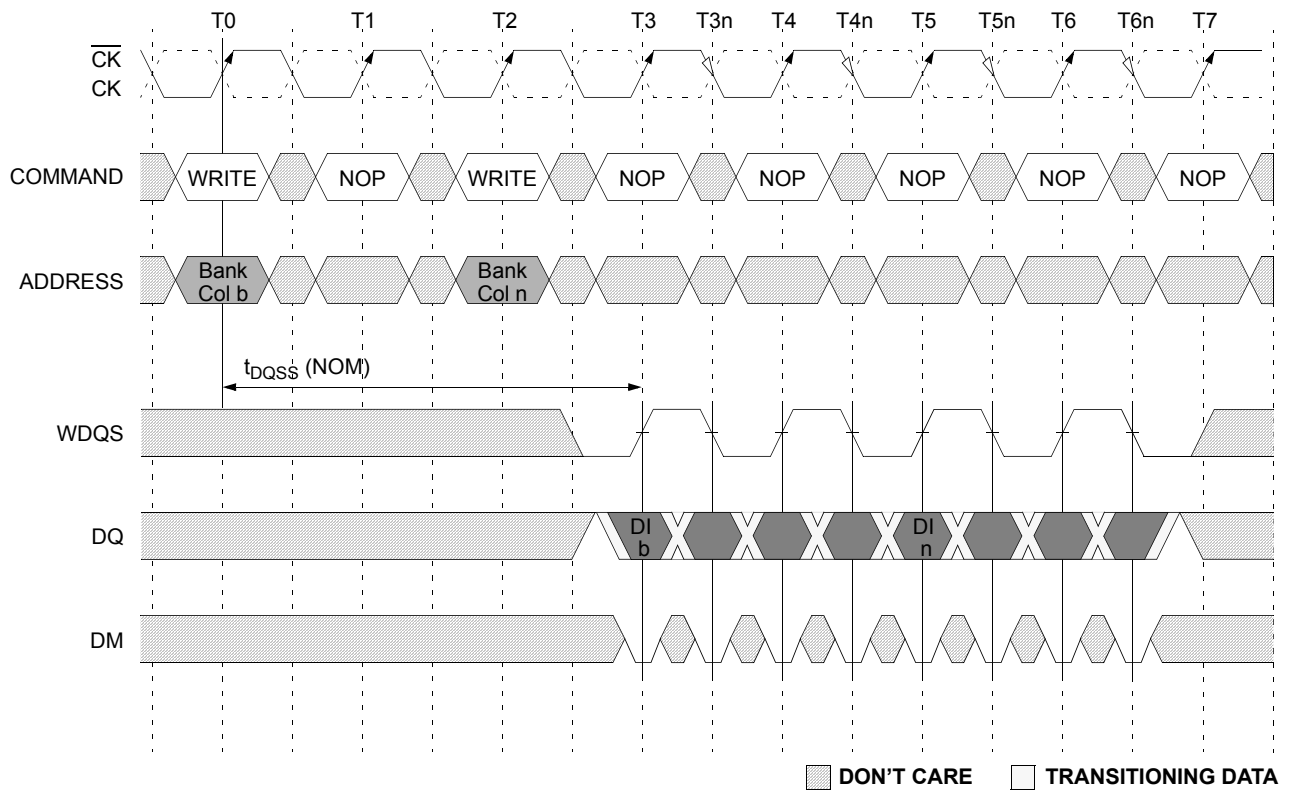 T0 T1 T2 T3 T3n T4 T4n T5 T5n T6 T6n T7
CK
CK
COMMAND WRITE NOP WRITE NOP NOP NOP NOP NOP
ADDRESS Bank Col b Bank Col n
tDQSS (NOM)
WDQS
DQ DI b DI n
DM
DON'T CARE TRANSITIONING DATA